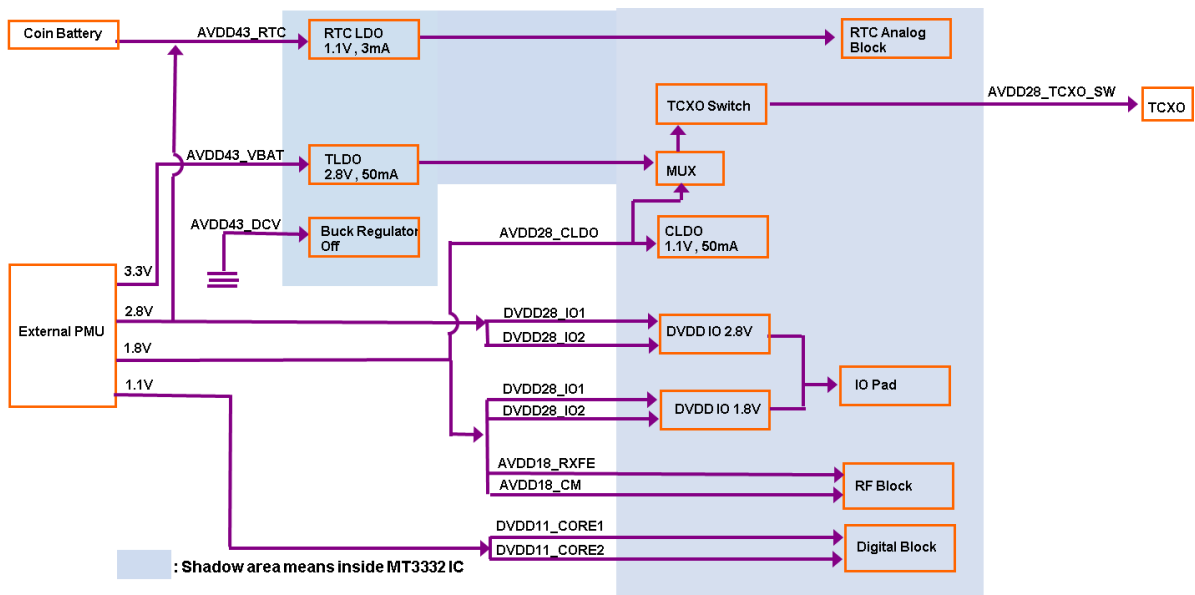 Coin Battery
AVDD43_RTC
RTC LDO
1.1V , 3mA
RTC Analog
Block
TCXO Switch
AVDD28_TCXO_SW
TCXO
AVDD43_VBAT
TLDO
2.8V , 50mA
MUX
AVDD43_DCV
Buck Regulator
Off
AVDD28_CLDO
CLDO
1.1V , 50mA
External PMU
3.3V
2.8V
1.8V
1.1V
DVDD28_IO1
DVDD28_IO2
DVDD IO 2.8V
DVDD28_IO1
DVDD28_IO2
DVDD IO 1.8V
IO Pad
AVDD18_RXFE
AVDD18_CM
RF Block
DVDD11_CORE1
DVDD11_CORE2
Digital Block
: Shadow area means inside MT3332 IC